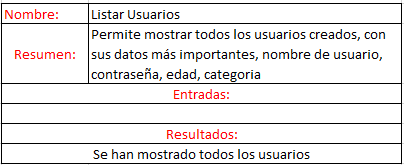 Nombre: Listar Usuarios
Resumen: Permite mostrar todos los usuarios creados, con
sus datos más importantes, nombre de usuario,
contraseña, edad, categoria
Entradas:
Resultados:
Se han mostrado todos los usuarios